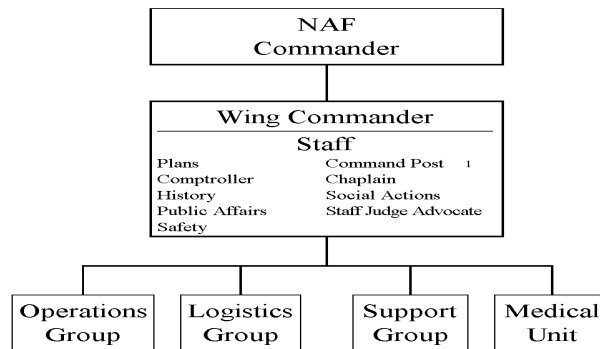 NAF
Commander
Wing Commander
Staff
Plans
Comptroller
History
Public Affairs
Safety
Command Post 1
Chaplain
Social Actions
Staff Judge Advocate
Operations
Group
Logistics
Group
Support
Group
Medical
Unit